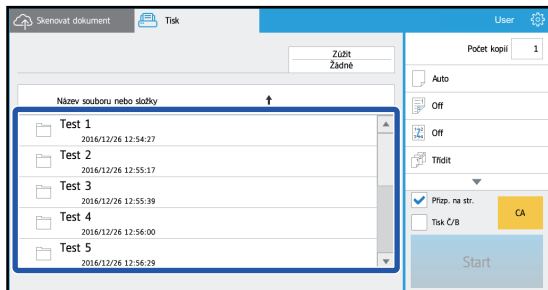 Skenovat dokument
Tisk
User
Zúžit
Žádné
Počet kopií 1
Název souboru nebo složky
Auto
Off
Off
Třídit
Test 1
2016/12/26 12:54:27
Test 2
2016/12/26 12:55:17
Test 3
2016/12/26 12:55:39
Test 4
2016/12/26 12:56:00
Test 5
2016/12/26 12:56:29
Přizp. na str.
Tisk Č/B
CA
Start